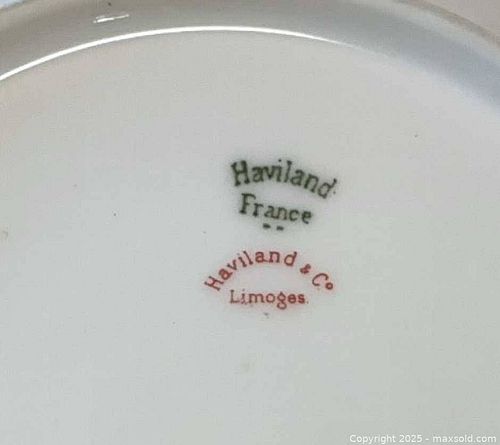 Haviland
France
Haviland & Co
Limoges.
Copyright 2025 - maxsold.com